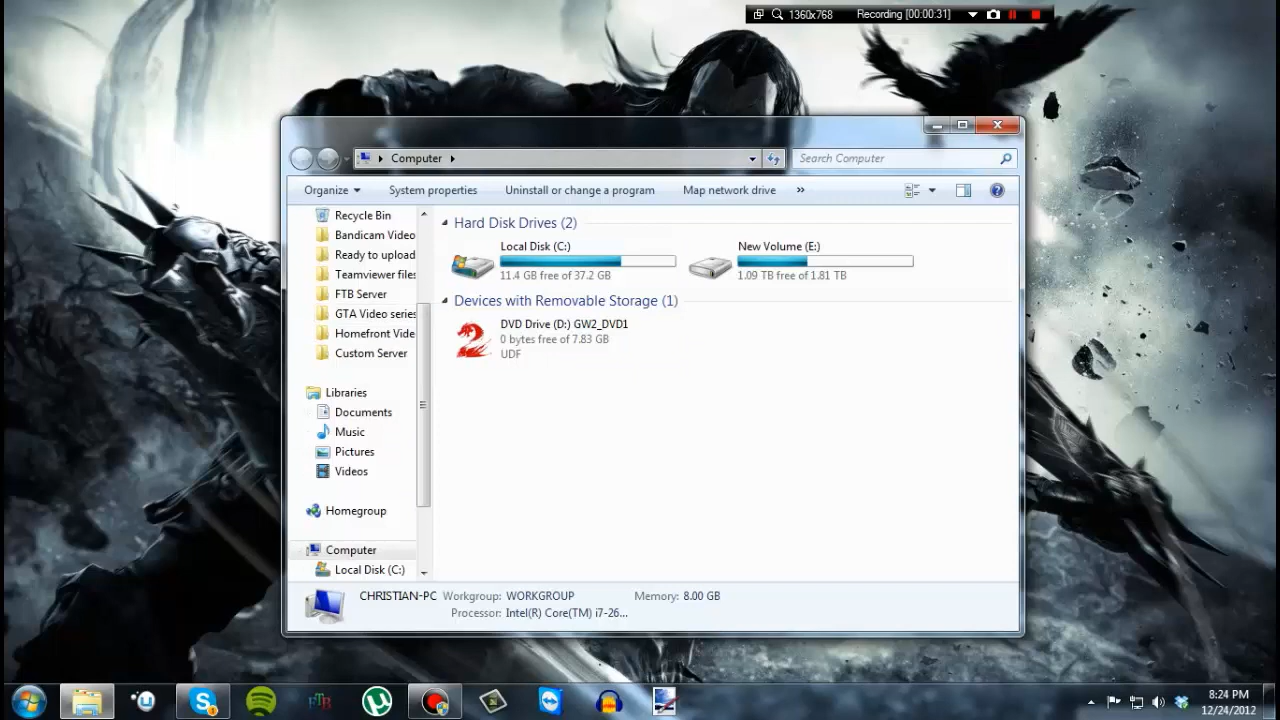 1360x768 Recording [00:00:31]
Computer
Search Computer
Organize System properties Uninstall or change a program Map network drive »
Recycle Bin
Bandicam Video
Ready to upload
Teamviewer files
FTB Server
GTA Video series
Homefront Vide
Custom Server
Libraries
Documents
Music
Pictures
Videos
Homegroup
Computer
Local Disk (C:)
Hard Disk Drives (2)
Local Disk (C:)
11.4 GB free of 37.2 GB
New Volume (E:)
1.09 TB free of 1.81 TB
Devices with Removable Storage (1)
DVD Drive (D:) GW2_DVD1
0 bytes free of 7.83 GB
UDF
CHRISTIAN-PC Workgroup: WORKGROUP Memory: 8.00 GB
Processor: Intel(R) Core(TM) i7-26...
FTB
8:24 PM
12/24/2012